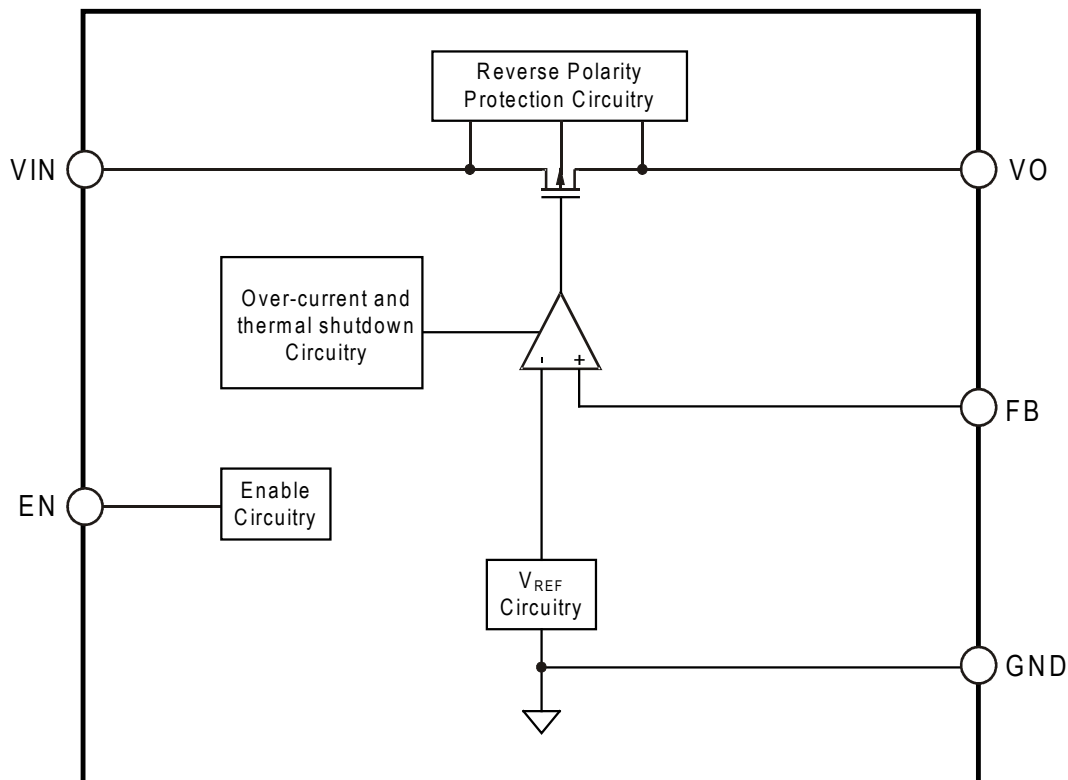 Reverse Polarity
Protection Circuitry
VIN
VO
Over-current and
thermal shutdown
Circuitry
- +
FB
EN
Enable
Circuitry
VREF
Circuitry
GND